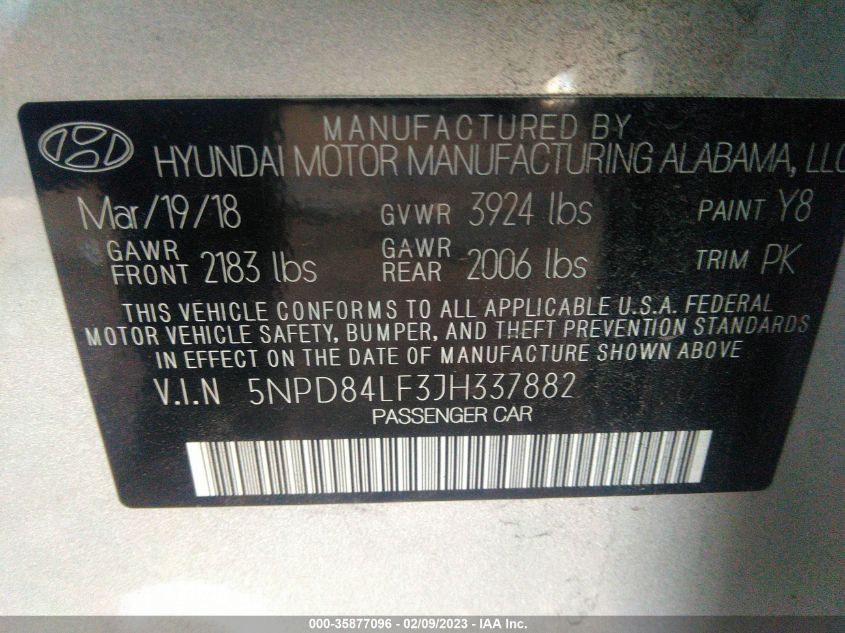 MANUFACTURED BY
HYUNDAI MOTOR MANUFACTURING ALABAMA, LLC
Mar/19/18 GVWR 3924 lbs PAINT Y8
GAWR FRONT 2183 lbs GAWR REAR 2006 lbs TRIM PK
THIS VEHICLE CONFORMS TO ALL APPLICABLE U.S.A. FEDERAL
MOTOR VEHICLE SAFETY, BUMPER, AND THEFT PREVENTION STANDARDS
IN EFFECT ON THE DATE OF MANUFACTURE SHOWN ABOVE
V.I.N 5NPD84LF3JH337882
PASSENGER CAR
000-35877096 - 02/09/2023 - IAA Inc.